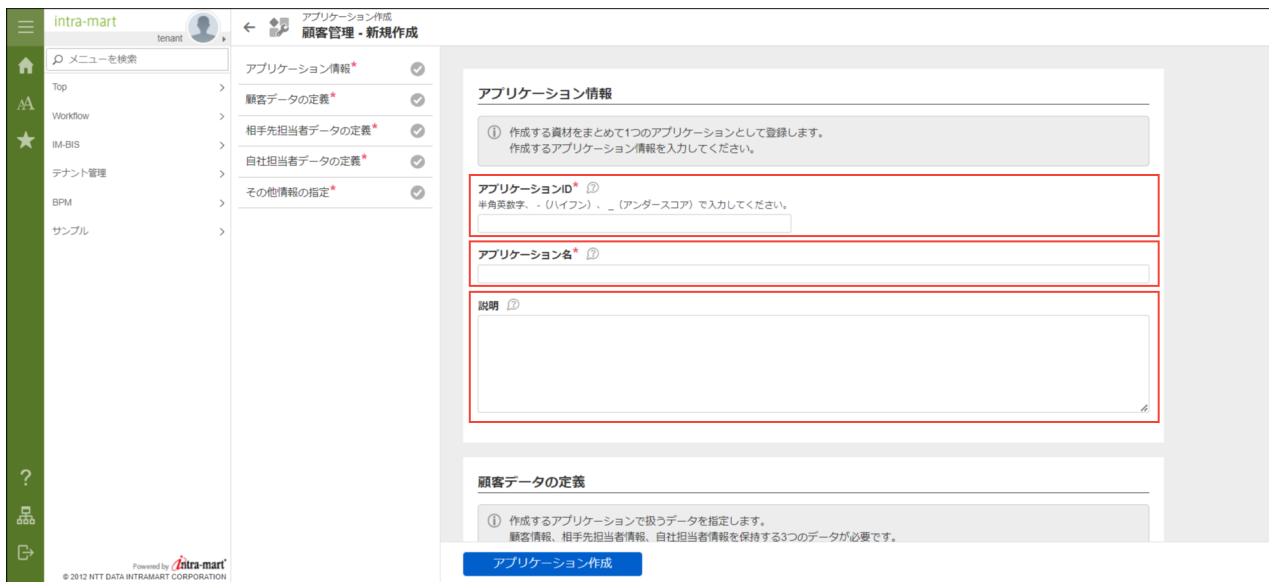 intra-mart
tenant
メニューを検索
Top
Workflow
IM-BIS
テナント管理
BPM
サンプル
Powered by intra-mart
© 2012 NTT DATA INTRAMART CORPORATION
アプリケーション作成
顧客管理 - 新規作成
アプリケーション情報*
顧客データの定義*
相手先担当者データの定義*
自社担当者データの定義*
その他情報の指定*
アプリケーション情報
作成する資材をまとめて1つのアプリケーションとして登録します。
作成するアプリケーション情報を入力してください。
アプリケーションID*
半角英数字、 - （ハイフン）、 _ （アンダースコア）で入力してください。
アプリケーション名*
説明
顧客データの定義
作成するアプリケーションで扱うデータを指定します。
顧客情報、相手先担当者情報、自社担当者情報を保持する3つのデータが必要です。
アプリケーション作成